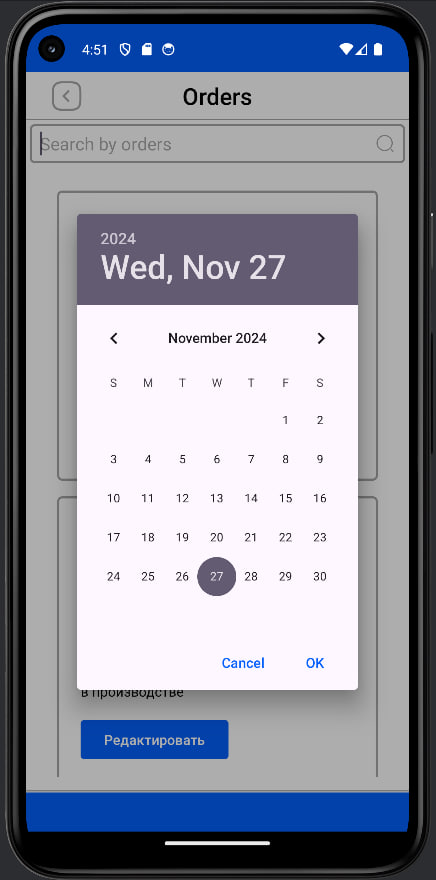 4:51
Orders
Search by orders
2024
Wed, Nov 27
November 2024
S M T W T F S
1 2
3 4 5 6 7 8 9
10 11 12 13 14 15 16
17 18 19 20 21 22 23
24 25 26 27 28 29 30
Cancel OK
в производстве
Редактировать